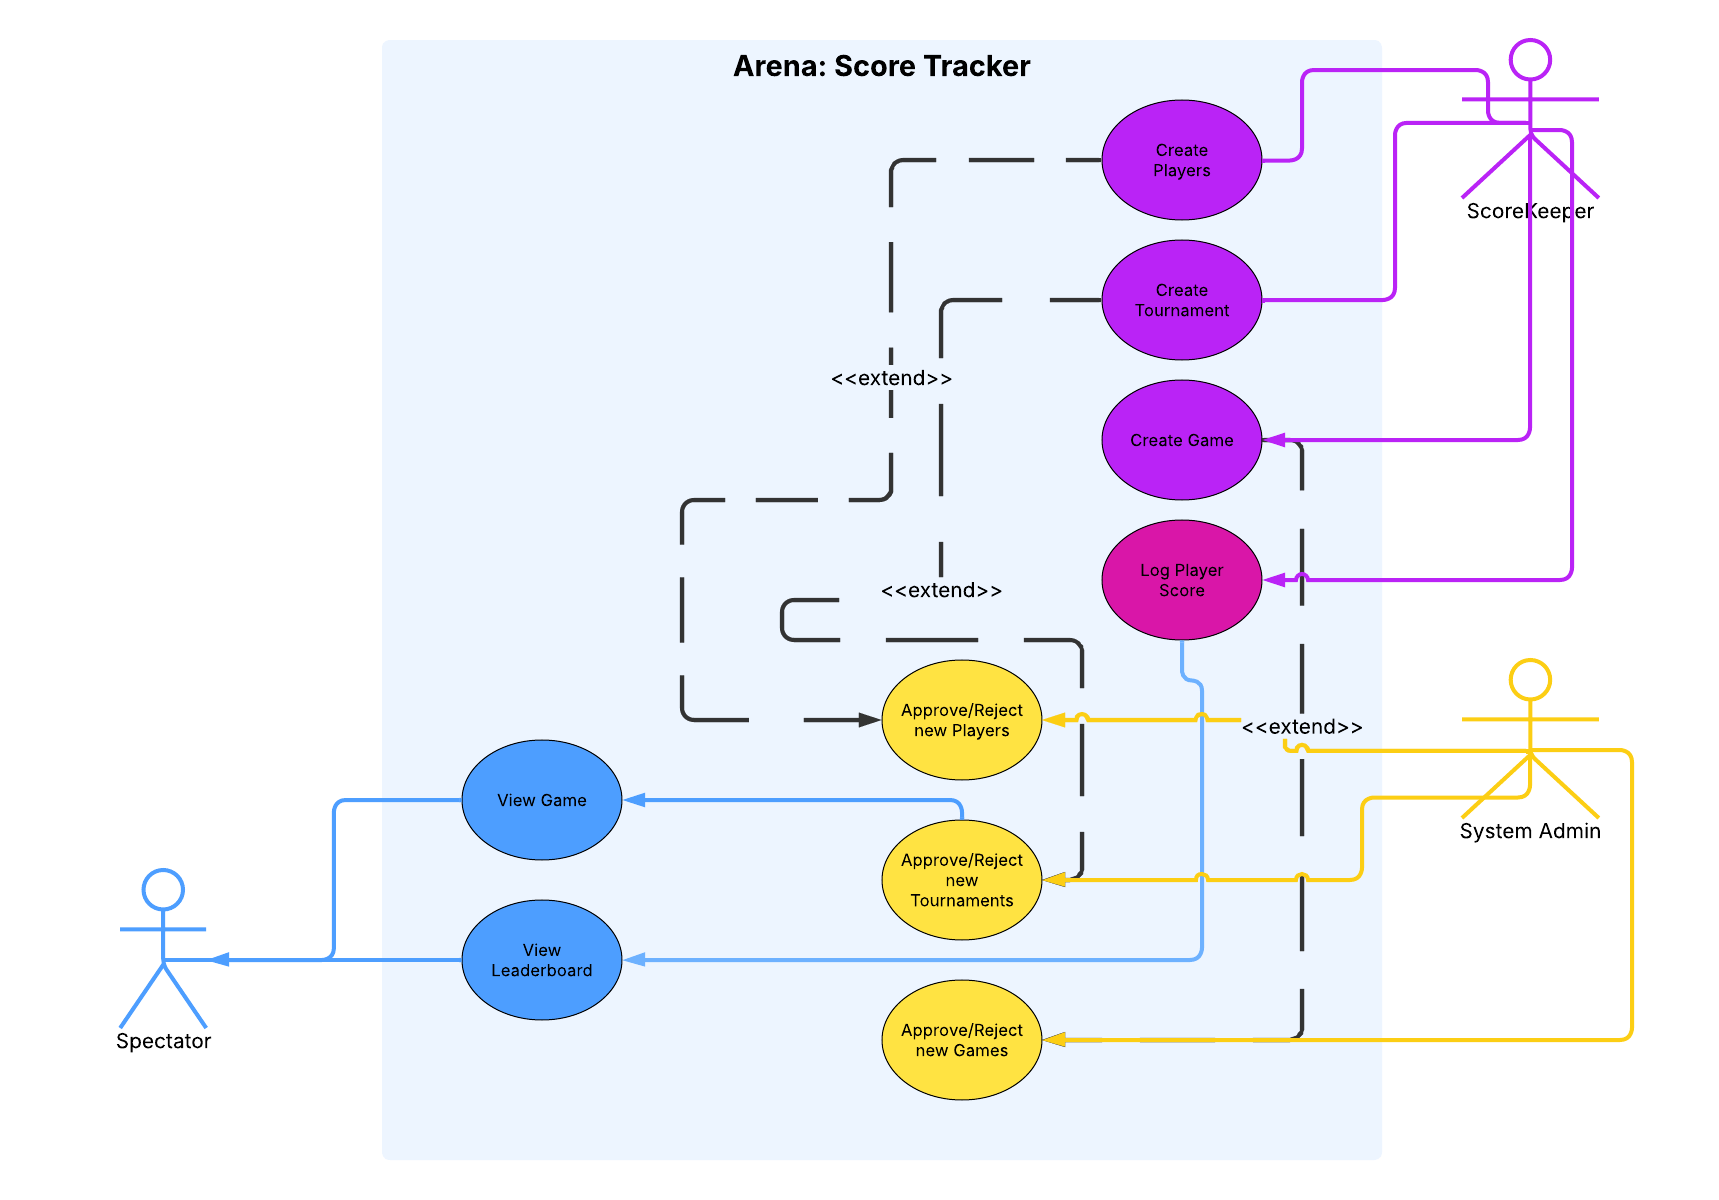 Arena: Score Tracker
Create
Players
ScoreKeeper
Create
Tournament
<<extend>>
Create Game
Log Player
Score
<<extend>>
Approve/Reject
new Players
<<extend>>
View Game
System Admin
Approve/Reject
new
Tournaments
View
Leaderboard
Spectator
Approve/Reject
new Games